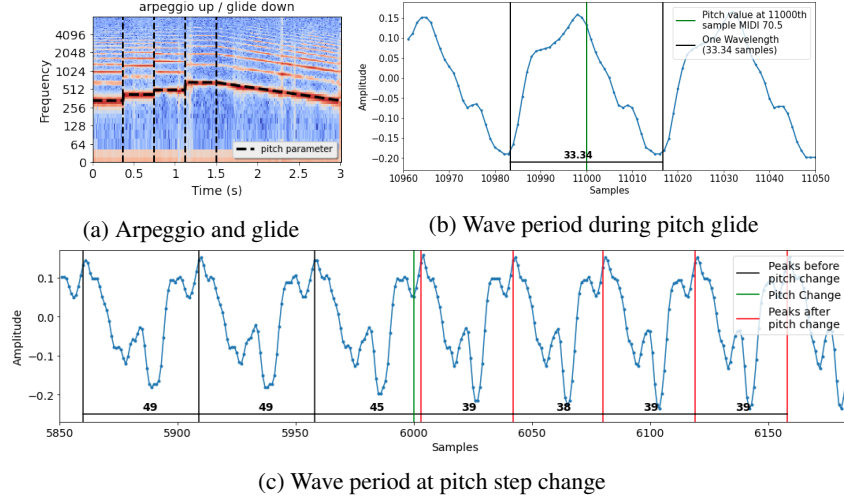 arpeggio up / glide down
Frequency
4096
2048
1024
512
256
128
64
0
pitch parameter
0 0.5 1 1.5 2 2.5 3
Time (s)
(a) Arpeggio and glide
Amplitude
0.15
0.10
0.05
0.00
−0.05
−0.10
−0.15
−0.20
Pitch value at 11000th
sample MIDI 70.5
One Wavelength
(33.34 samples)
33.34
10960 10970 10980 10990 11000 11010 11020 11030 11040 11050
Samples
(b) Wave period during pitch glide
Amplitude
0.1
0.0
−0.1
−0.2
Peaks before
pitch change
Pitch Change
Peaks after
pitch change
49 49 45 39 38 39 39
5850 5900 5950 6000 6050 6100 6150
Samples
(c) Wave period at pitch step change